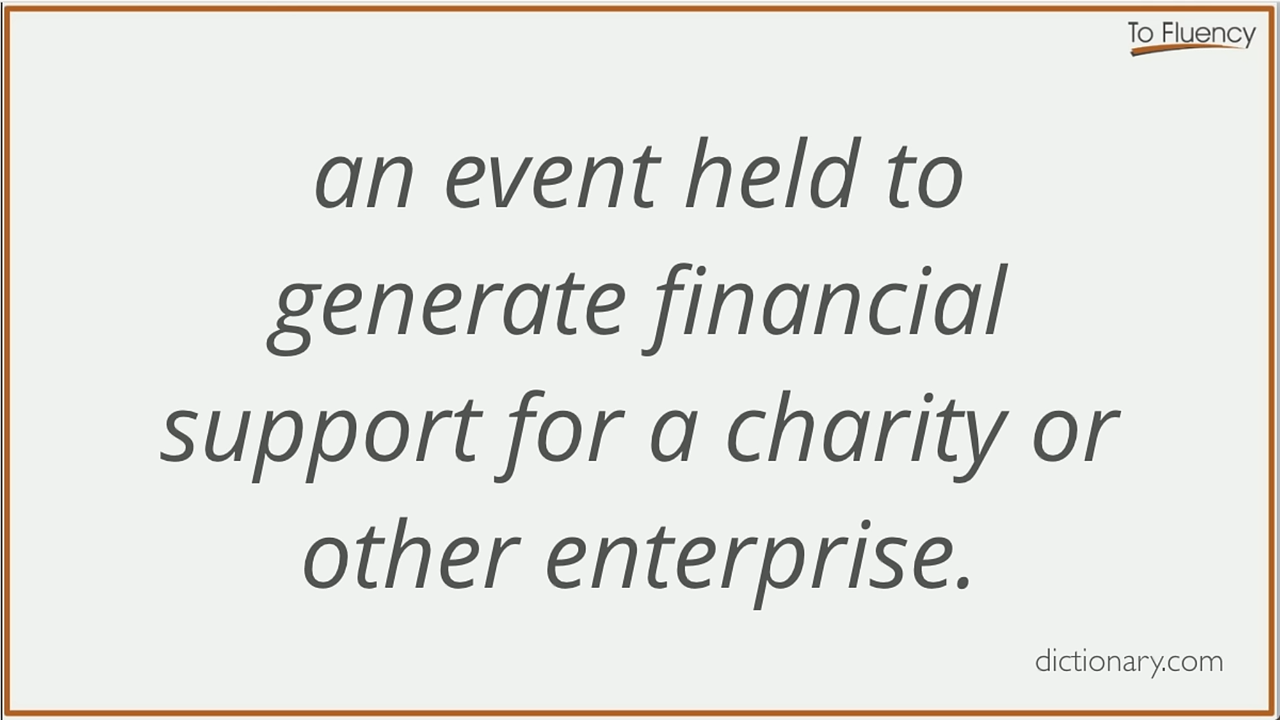 To Fluency
an event held to
generate financial
support for a charity or
other enterprise.
dictionary.com